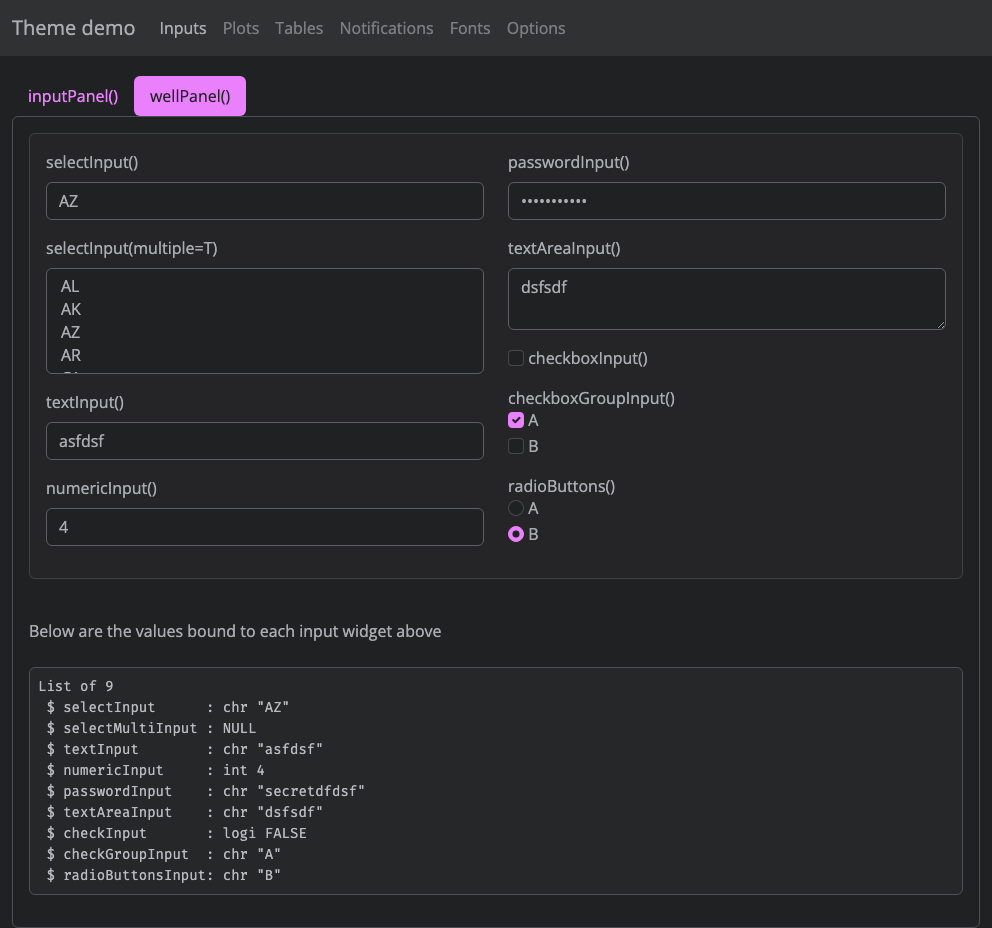 Theme demo Inputs Plots Tables Notifications Fonts Options
inputPanel() wellPanel()
selectInput()
AZ
selectInput(multiple=T)
AL
AK
AZ
AR
textInput()
asfdsf
numericInput()
4
passwordInput()
•••••••••••
textAreaInput()
dsfsdf
checkboxInput()
checkboxGroupInput()
A
B
radioButtons()
A
B
Below are the values bound to each input widget above
List of 9
 $ selectInput      : chr "AZ"
 $ selectMultiInput : NULL
 $ textInput        : chr "asfdsf"
 $ numericInput     : int 4
 $ passwordInput    : chr "secretdfdsf"
 $ textAreaInput    : chr "dsfsdf"
 $ checkInput       : logi FALSE
 $ checkGroupInput  : chr "A"
 $ radioButtonsInput: chr "B"